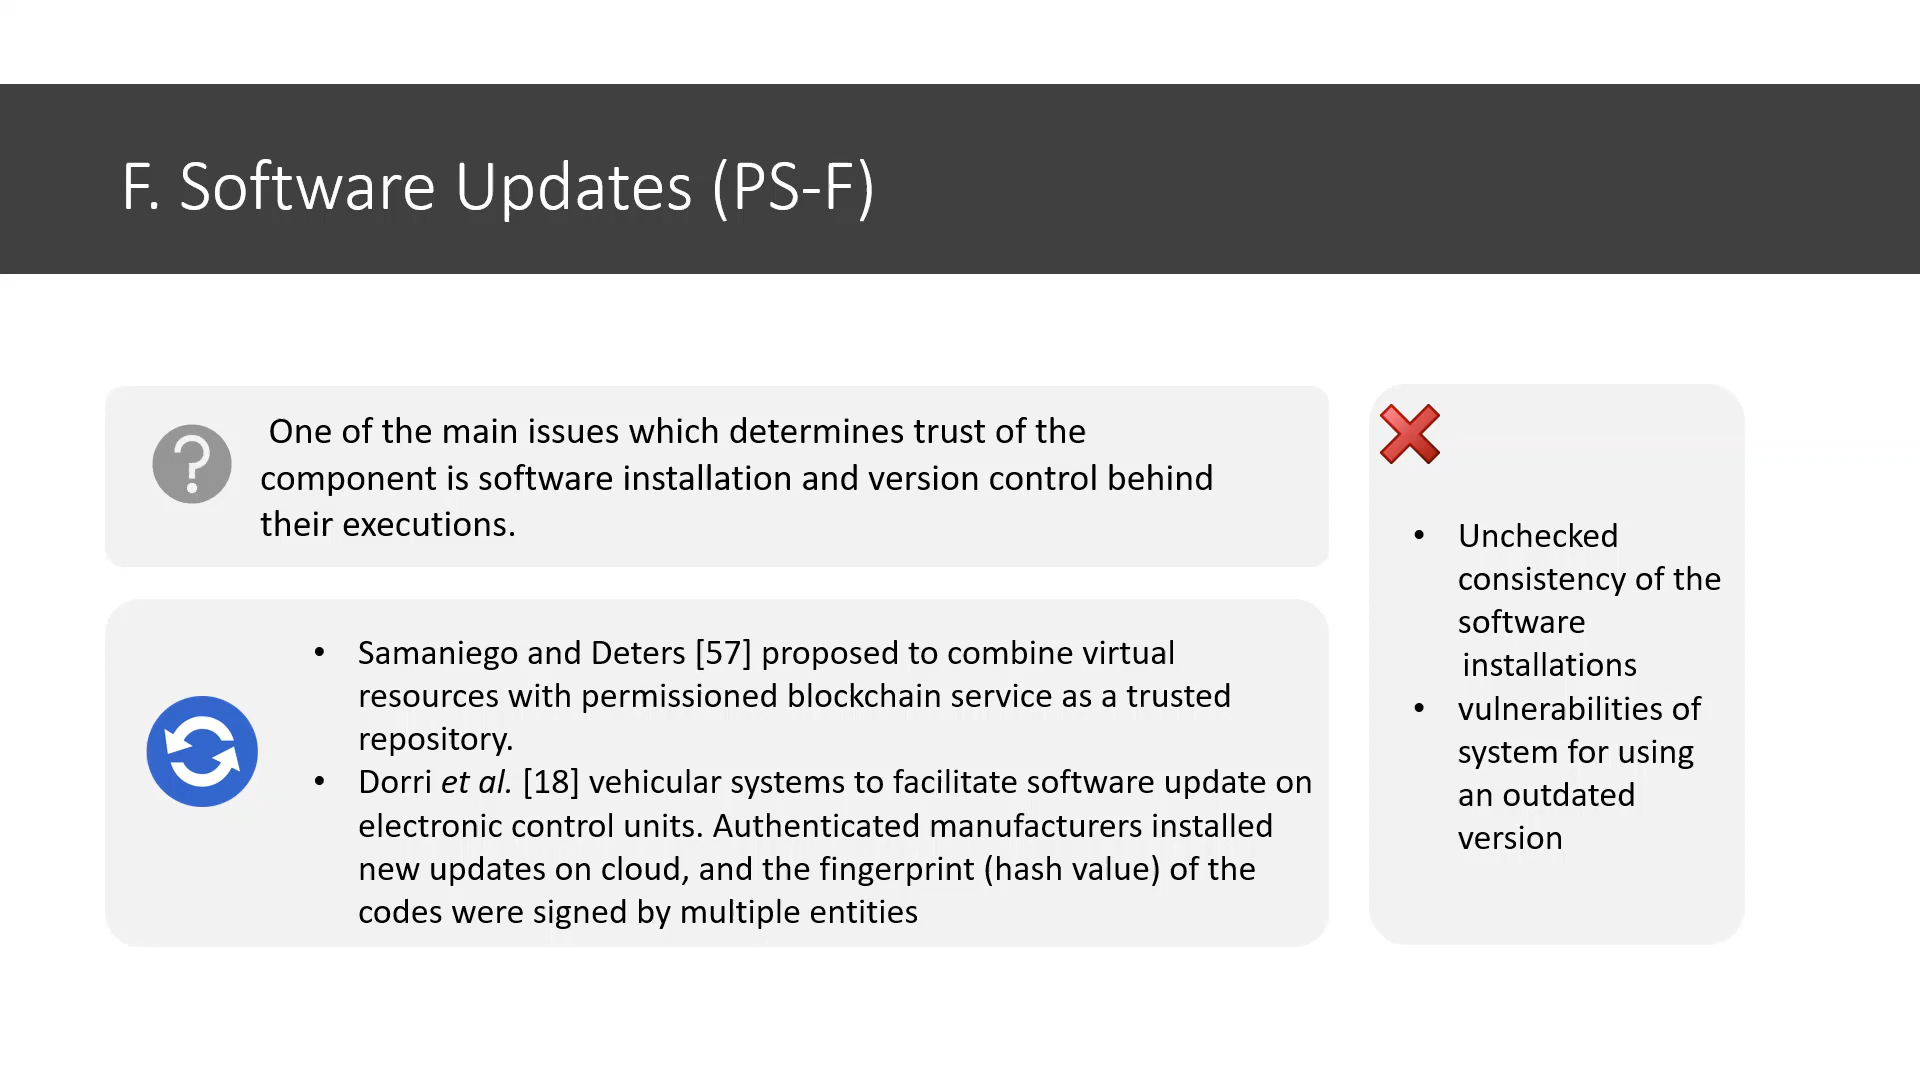 F. Software Updates (PS-F)
One of the main issues which determines trust of the
component is software installation and version control behind
their executions.
• Samaniego and Deters [57] proposed to combine virtual
resources with permissioned blockchain service as a trusted
repository.
• Dorri et al. [18] vehicular systems to facilitate software update on
electronic control units. Authenticated manufacturers installed
new updates on cloud, and the fingerprint (hash value) of the
codes were signed by multiple entities
• Unchecked
consistency of the
software
installations
• vulnerabilities of
system for using
an outdated
version